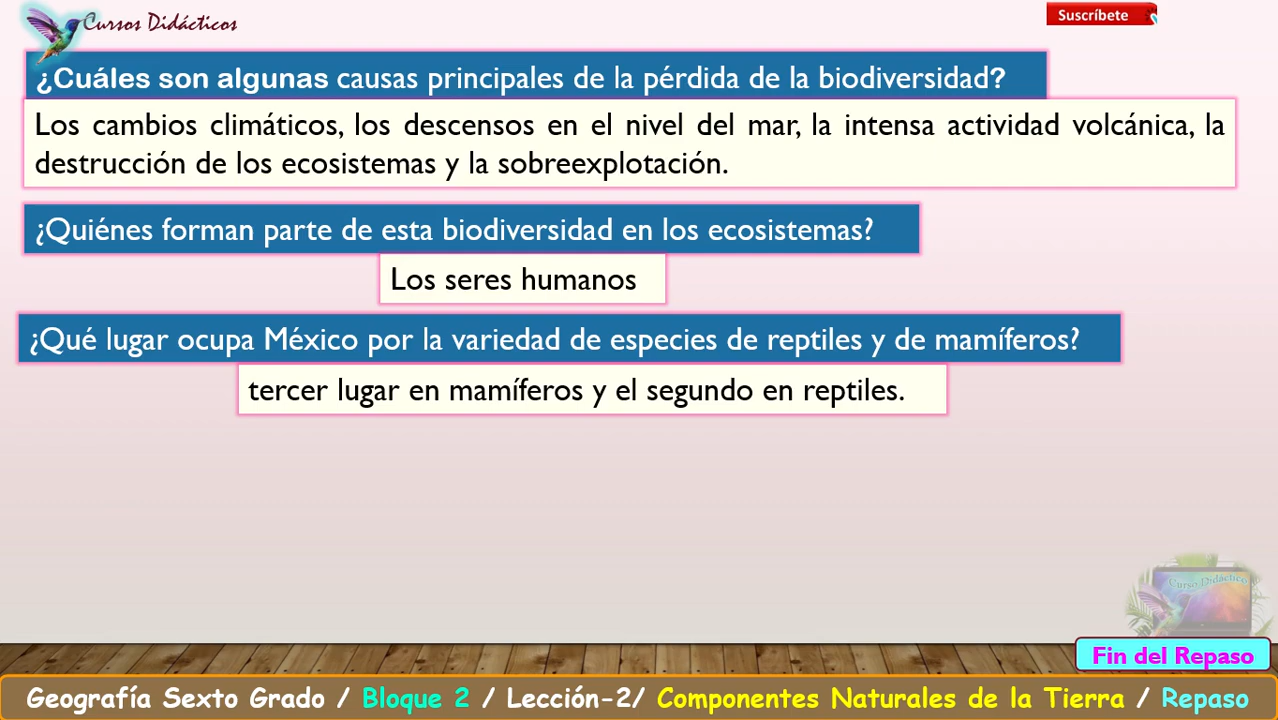 Cursos Didácticos
Suscríbete
¿Cuáles son algunas causas principales de la pérdida de la biodiversidad?
Los cambios climáticos, los descensos en el nivel del mar, la intensa actividad volcánica, la
destrucción de los ecosistemas y la sobreexplotación.
¿Quiénes forman parte de esta biodiversidad en los ecosistemas?
Los seres humanos
¿Qué lugar ocupa México por la variedad de especies de reptiles y de mamíferos?
tercer lugar en mamíferos y el segundo en reptiles.
Curso Didáctico
Fin del Repaso
Geografía Sexto Grado / Bloque 2 / Lección-2/ Componentes Naturales de la Tierra / Repaso